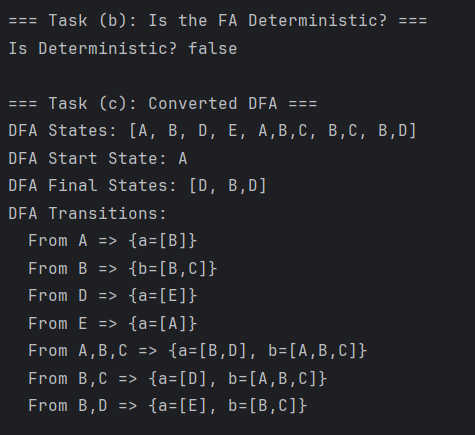 === Task (b): Is the FA Deterministic? ===
Is Deterministic? false
=== Task (c): Converted DFA ===
DFA States: [A, B, D, E, A,B,C, B,C, B,D]
DFA Start State: A
DFA Final States: [D, B,D]
DFA Transitions:
From A => {a=[B]}
From B => {b=[B,C]}
From D => {a=[E]}
From E => {a=[A]}
From A,B,C => {a=[B,D], b=[A,B,C]}
From B,C => {a=[D], b=[A,B,C]}
From B,D => {a=[E], b=[B,C]}